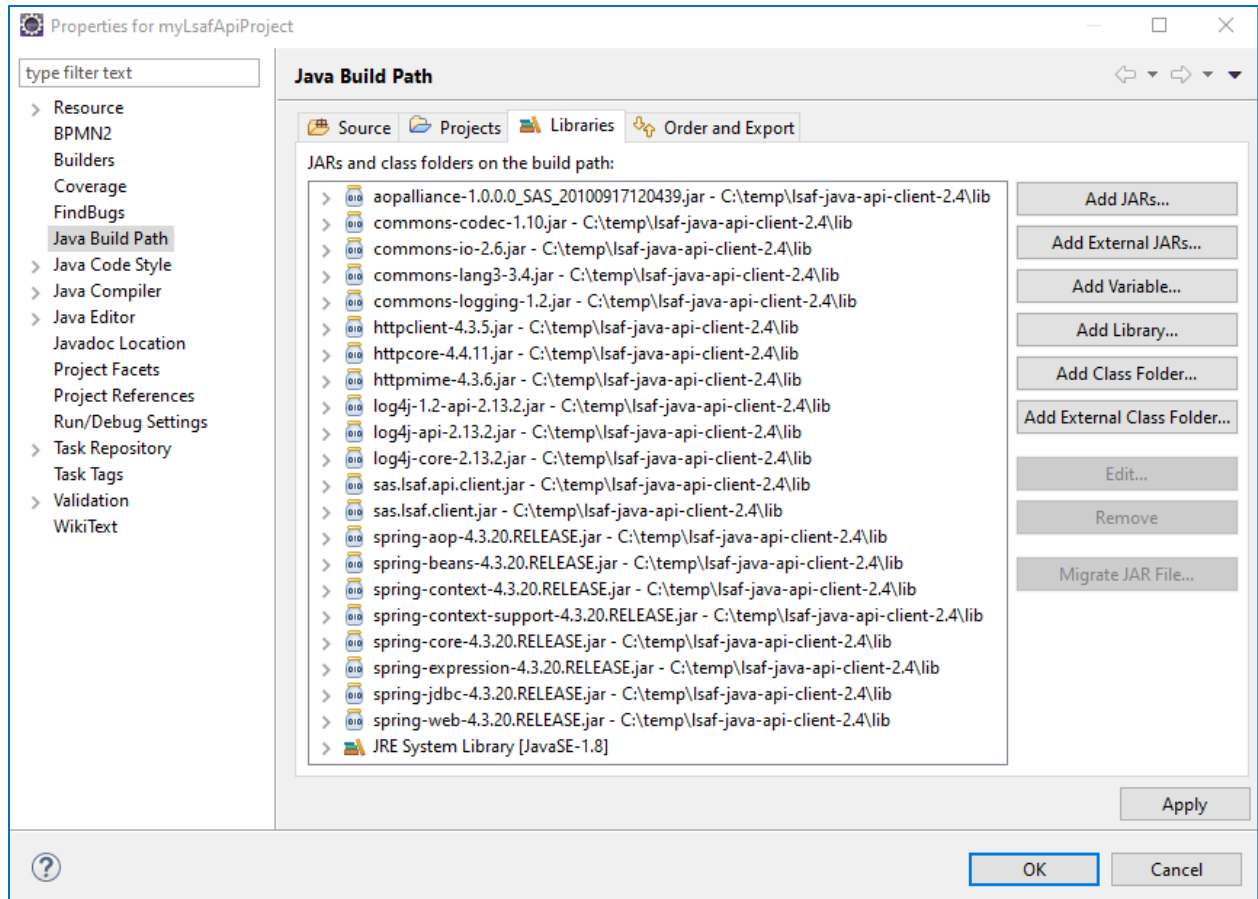 Properties for myLsafApiProject
type filter text
Resource
BPMN2
Builders
Coverage
FindBugs
Java Build Path
Java Code Style
Java Compiler
Java Editor
Javadoc Location
Project Facets
Project References
Run/Debug Settings
Task Repository
Task Tags
Validation
WikiText
Java Build Path
Source Projects Libraries Order and Export
JARs and class folders on the build path:
aopalliance-1.0.0.0_SAS_20100917120439.jar - C:\temp\lsaf-java-api-client-2.4\lib
commons-codec-1.10.jar - C:\temp\lsaf-java-api-client-2.4\lib
commons-io-2.6.jar - C:\temp\lsaf-java-api-client-2.4\lib
commons-lang3-3.4.jar - C:\temp\lsaf-java-api-client-2.4\lib
commons-logging-1.2.jar - C:\temp\lsaf-java-api-client-2.4\lib
httpclient-4.3.5.jar - C:\temp\lsaf-java-api-client-2.4\lib
httpcore-4.4.11.jar - C:\temp\lsaf-java-api-client-2.4\lib
httpmime-4.3.6.jar - C:\temp\lsaf-java-api-client-2.4\lib
log4j-1.2-api-2.13.2.jar - C:\temp\lsaf-java-api-client-2.4\lib
log4j-api-2.13.2.jar - C:\temp\lsaf-java-api-client-2.4\lib
log4j-core-2.13.2.jar - C:\temp\lsaf-java-api-client-2.4\lib
sas.lsaf.api.client.jar - C:\temp\lsaf-java-api-client-2.4\lib
sas.lsaf.client.jar - C:\temp\lsaf-java-api-client-2.4\lib
spring-aop-4.3.20.RELEASE.jar - C:\temp\lsaf-java-api-client-2.4\lib
spring-beans-4.3.20.RELEASE.jar - C:\temp\lsaf-java-api-client-2.4\lib
spring-context-4.3.20.RELEASE.jar - C:\temp\lsaf-java-api-client-2.4\lib
spring-context-support-4.3.20.RELEASE.jar - C:\temp\lsaf-java-api-client-2.4\lib
spring-core-4.3.20.RELEASE.jar - C:\temp\lsaf-java-api-client-2.4\lib
spring-expression-4.3.20.RELEASE.jar - C:\temp\lsaf-java-api-client-2.4\lib
spring-jdbc-4.3.20.RELEASE.jar - C:\temp\lsaf-java-api-client-2.4\lib
spring-web-4.3.20.RELEASE.jar - C:\temp\lsaf-java-api-client-2.4\lib
JRE System Library [JavaSE-1.8]
Add JARs...
Add External JARs...
Add Variable...
Add Library...
Add Class Folder...
Add External Class Folder...
Edit...
Remove
Migrate JAR File...
Apply
OK
Cancel